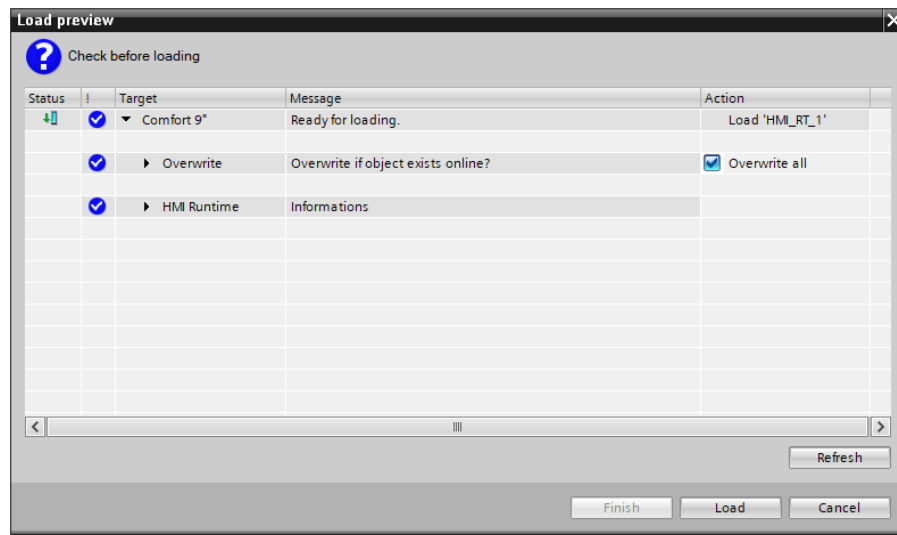 Load preview
Check before loading
Status ! Target Message Action
Comfort 9" Ready for loading. Load 'HMI_RT_1'
Overwrite Overwrite if object exists online? Overwrite all
HMI Runtime Informations
Refresh
Finish Load Cancel